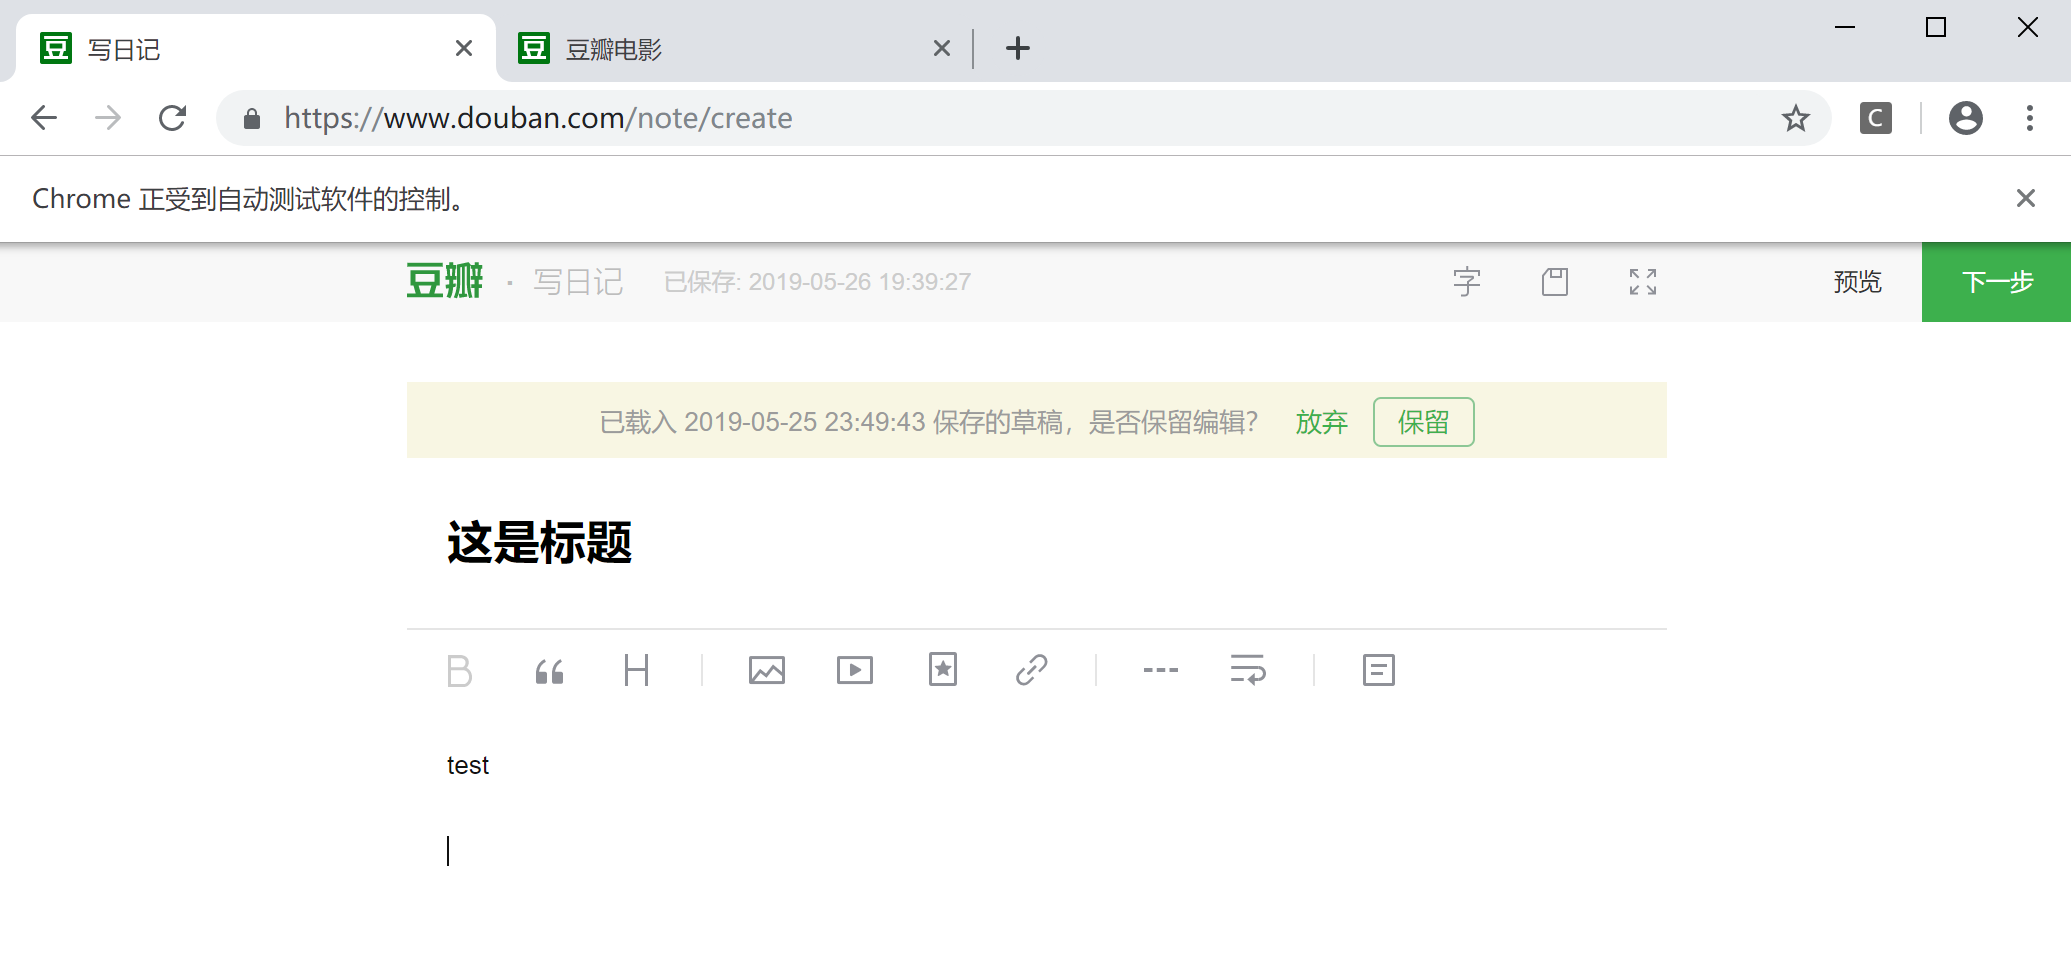 豆 写日记 豆 豆瓣电影
https://www.douban.com/note/create C
Chrome 正受到自动测试软件的控制。
豆瓣 · 写日记 已保存: 2019-05-26 19:39:27 字 预览 下一步
已载入 2019-05-25 23:49:43 保存的草稿，是否保留编辑？ 放弃 保留
这是标题
B “ H
test